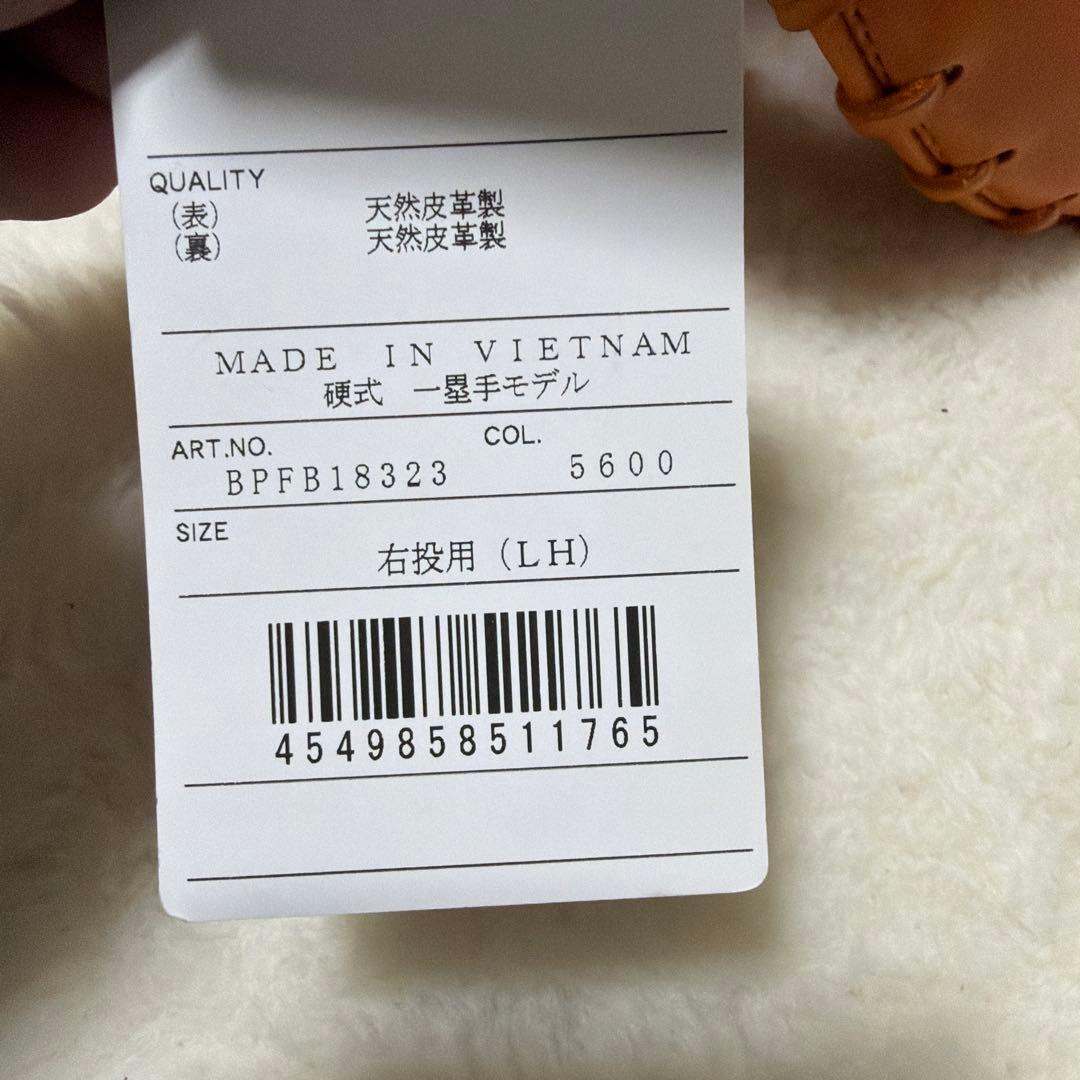 QUALITY
(表) 天然皮革製
(裏) 天然皮革製
MADE IN VIETNAM
硬式 一塁手モデル
ART.NO. COL.
BPFB18323 5600
SIZE
右投用(LH)
4549858511765